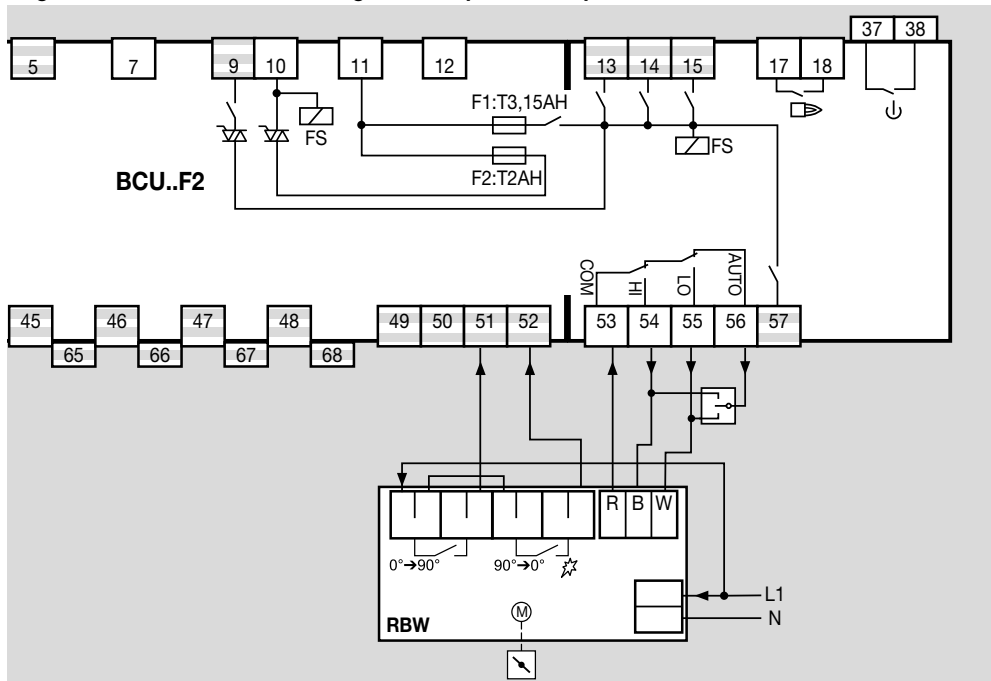 37 38
5 7 9 10 11 12 13 14 15 17 18
F1:T3,15AH
FS
FS
F2:T2AH
BCU..F2
COM HI LO AUTO
45 46 47 48 49 50 51 52 53 54 55 56 57
65 66 67 68
R B W
0°→90° 90°→0°
L1
M
N
RBW